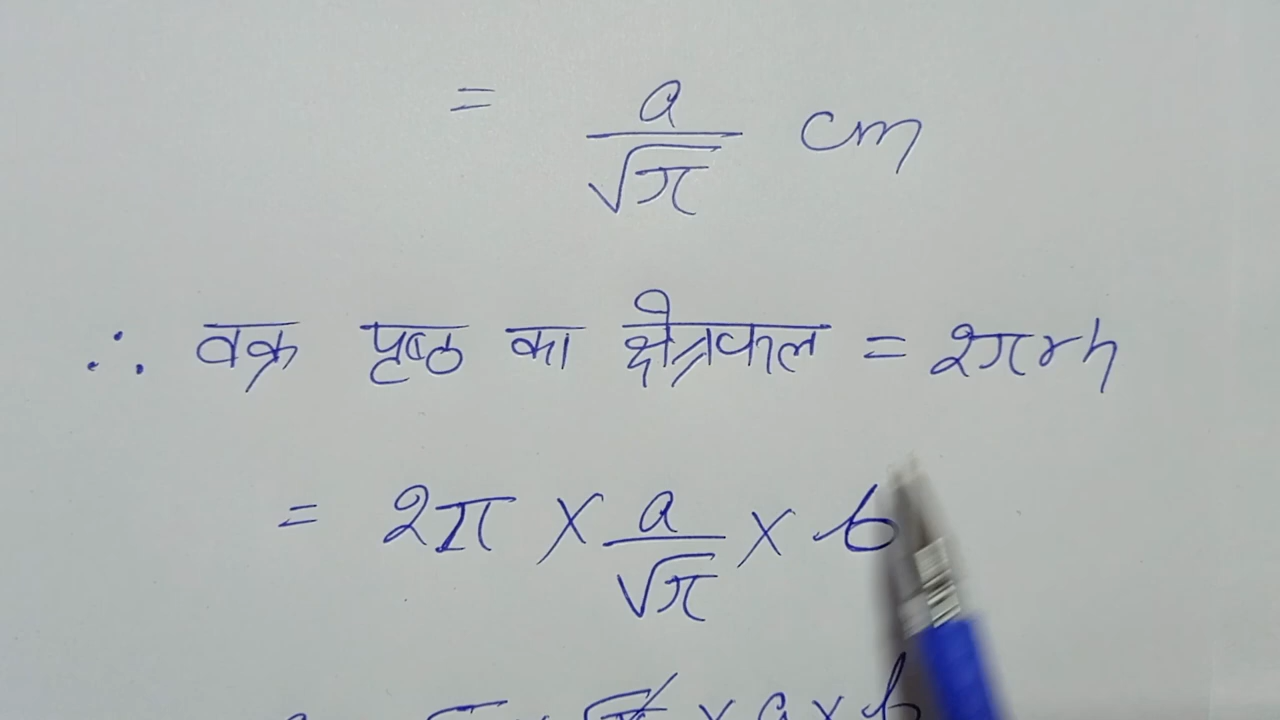 = a/√π cm
∴ वक्र पृष्ठ का क्षेत्रफल = 2πrh
= 2π × a/√π × b
× a × b